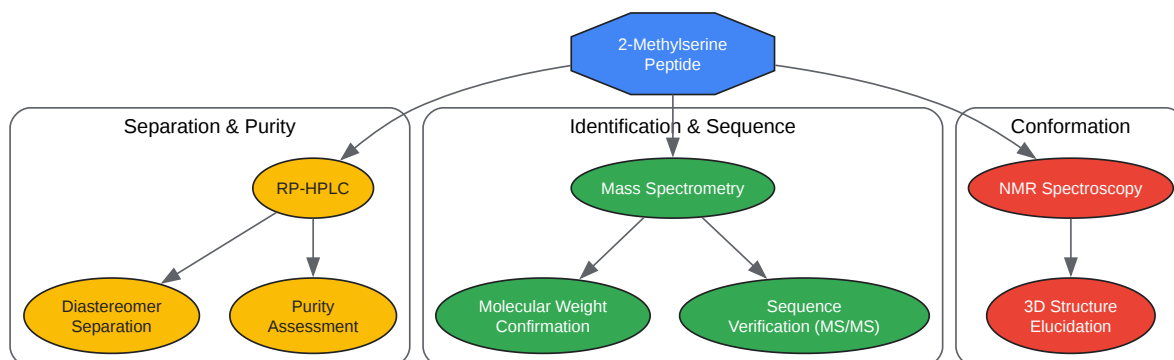 2-Methylserine
Peptide
Separation & Purity
Identification & Sequence
Conformation
RP-HPLC
Mass Spectrometry
NMR Spectroscopy
Diastereomer
Separation
Purity
Assessment
Molecular Weight
Confirmation
Sequence
Verification (MS/MS)
3D Structure
Elucidation